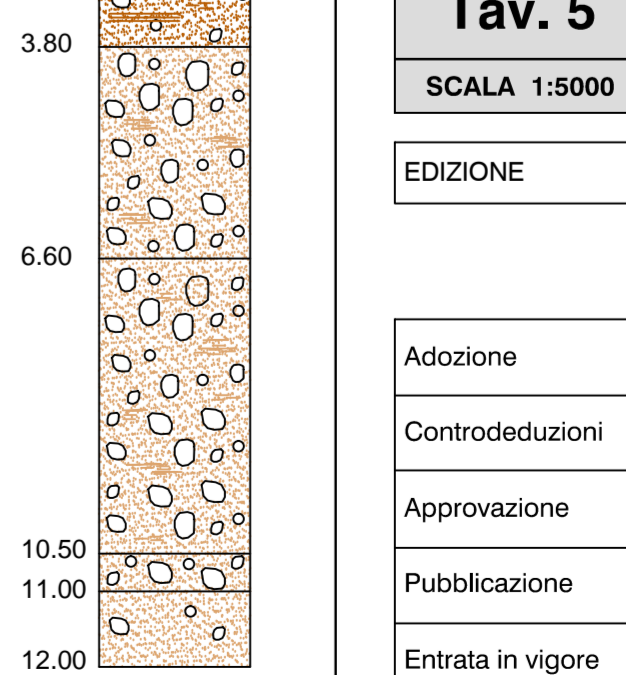 3.80
6.60
10.50
11.00
12.00
Tav. 5
SCALA 1:5000
EDIZIONE
Adozione
Controdeduzioni
Approvazione
Pubblicazione
Entrata in vigore